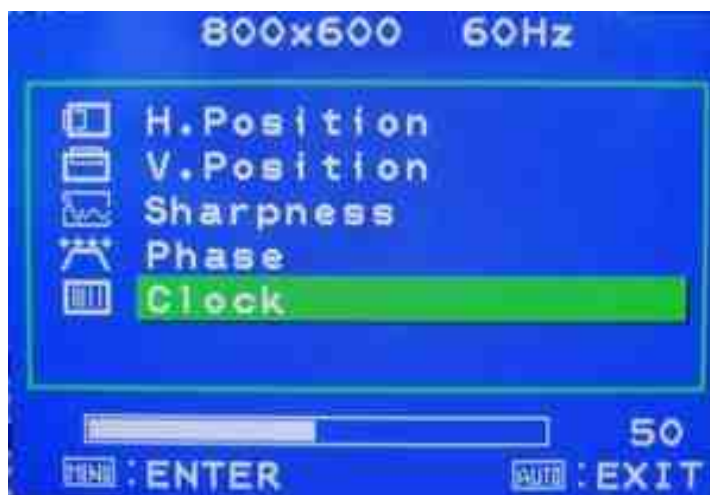 800x600 60Hz
H.Position
V.Position
Sharpness
Phase
Clock
50
MENU :ENTER AUTO :EXIT